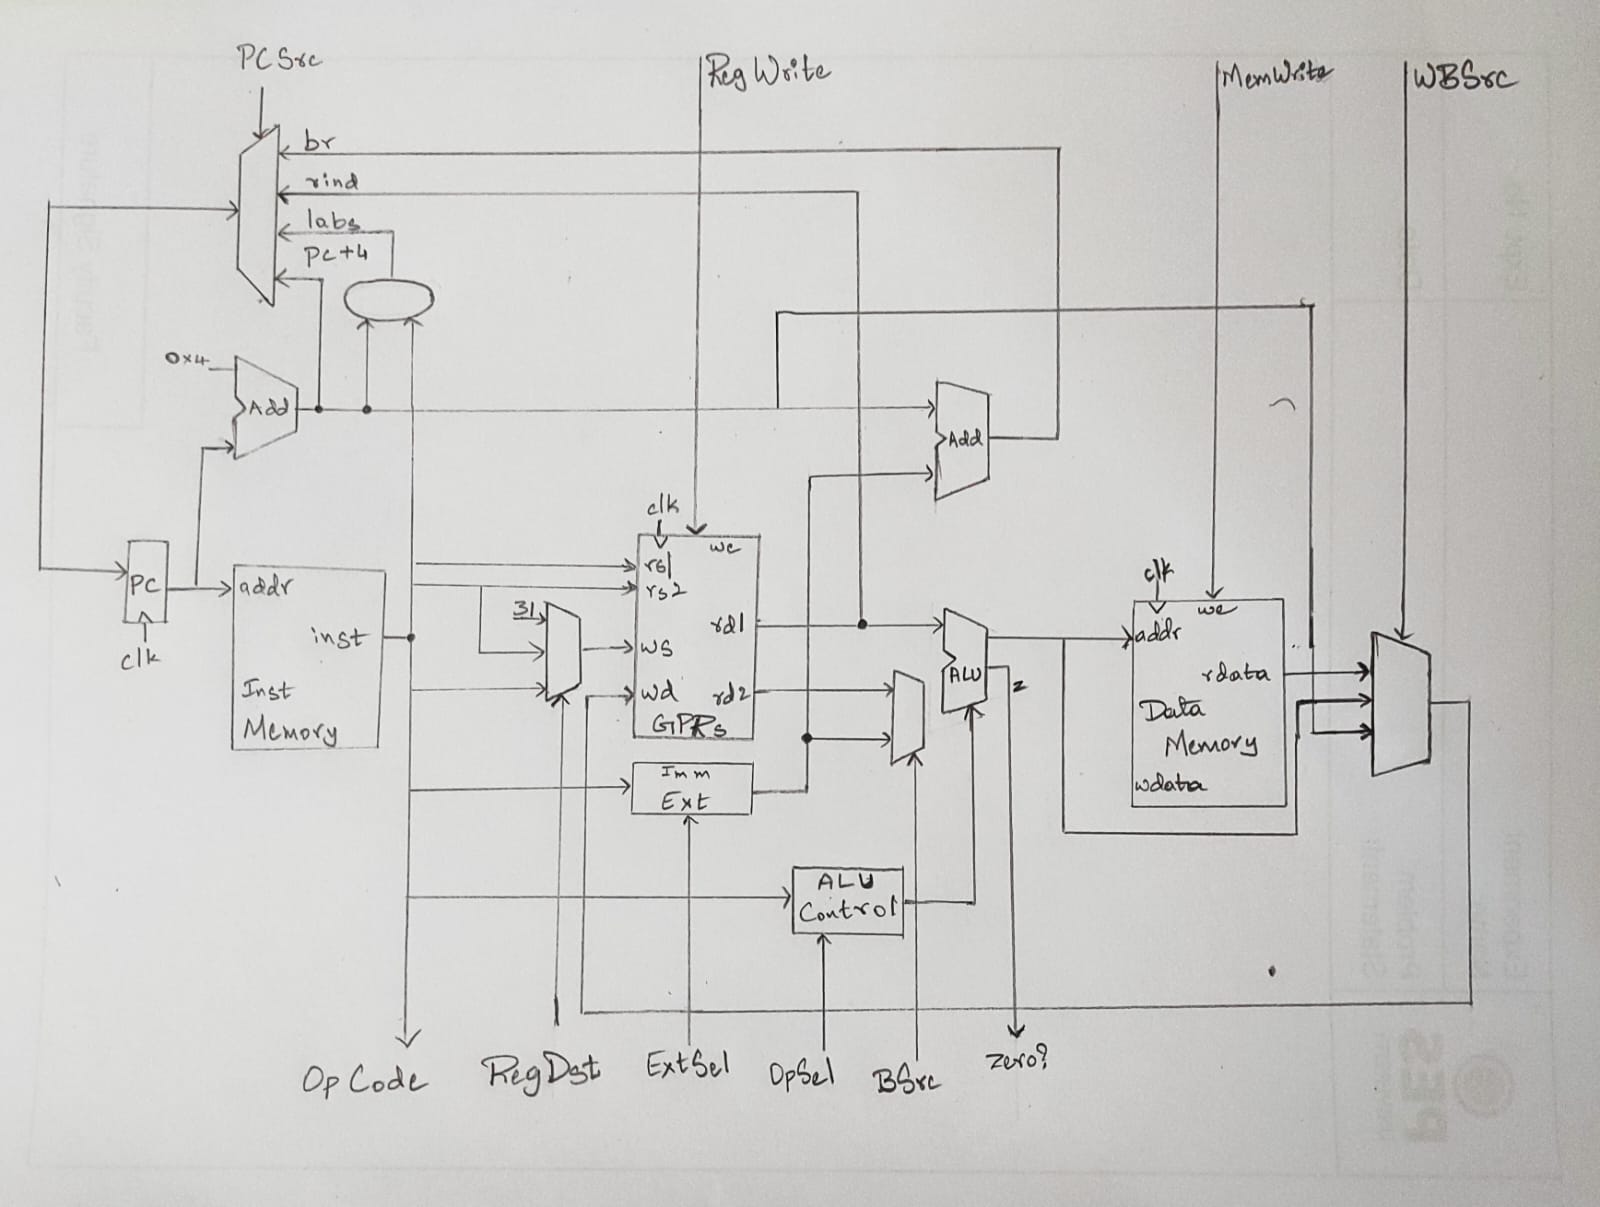 PCSrc
RegWrite
MemWrite
WBSrc
br
rind
labs
pc+4
0x4
Add
Add
clk
rs1
we
rs2
PC
clk
addr
inst
Inst
Memory
31
ws
wd
rd1
rd2
GPRs
ALU
z
clk
we
addr
rdata
Data
Memory
wdata
Imm
Ext
ALU
Control
OpCode
RegDst
ExtSel
OpSel
BSrc
zero?
PES